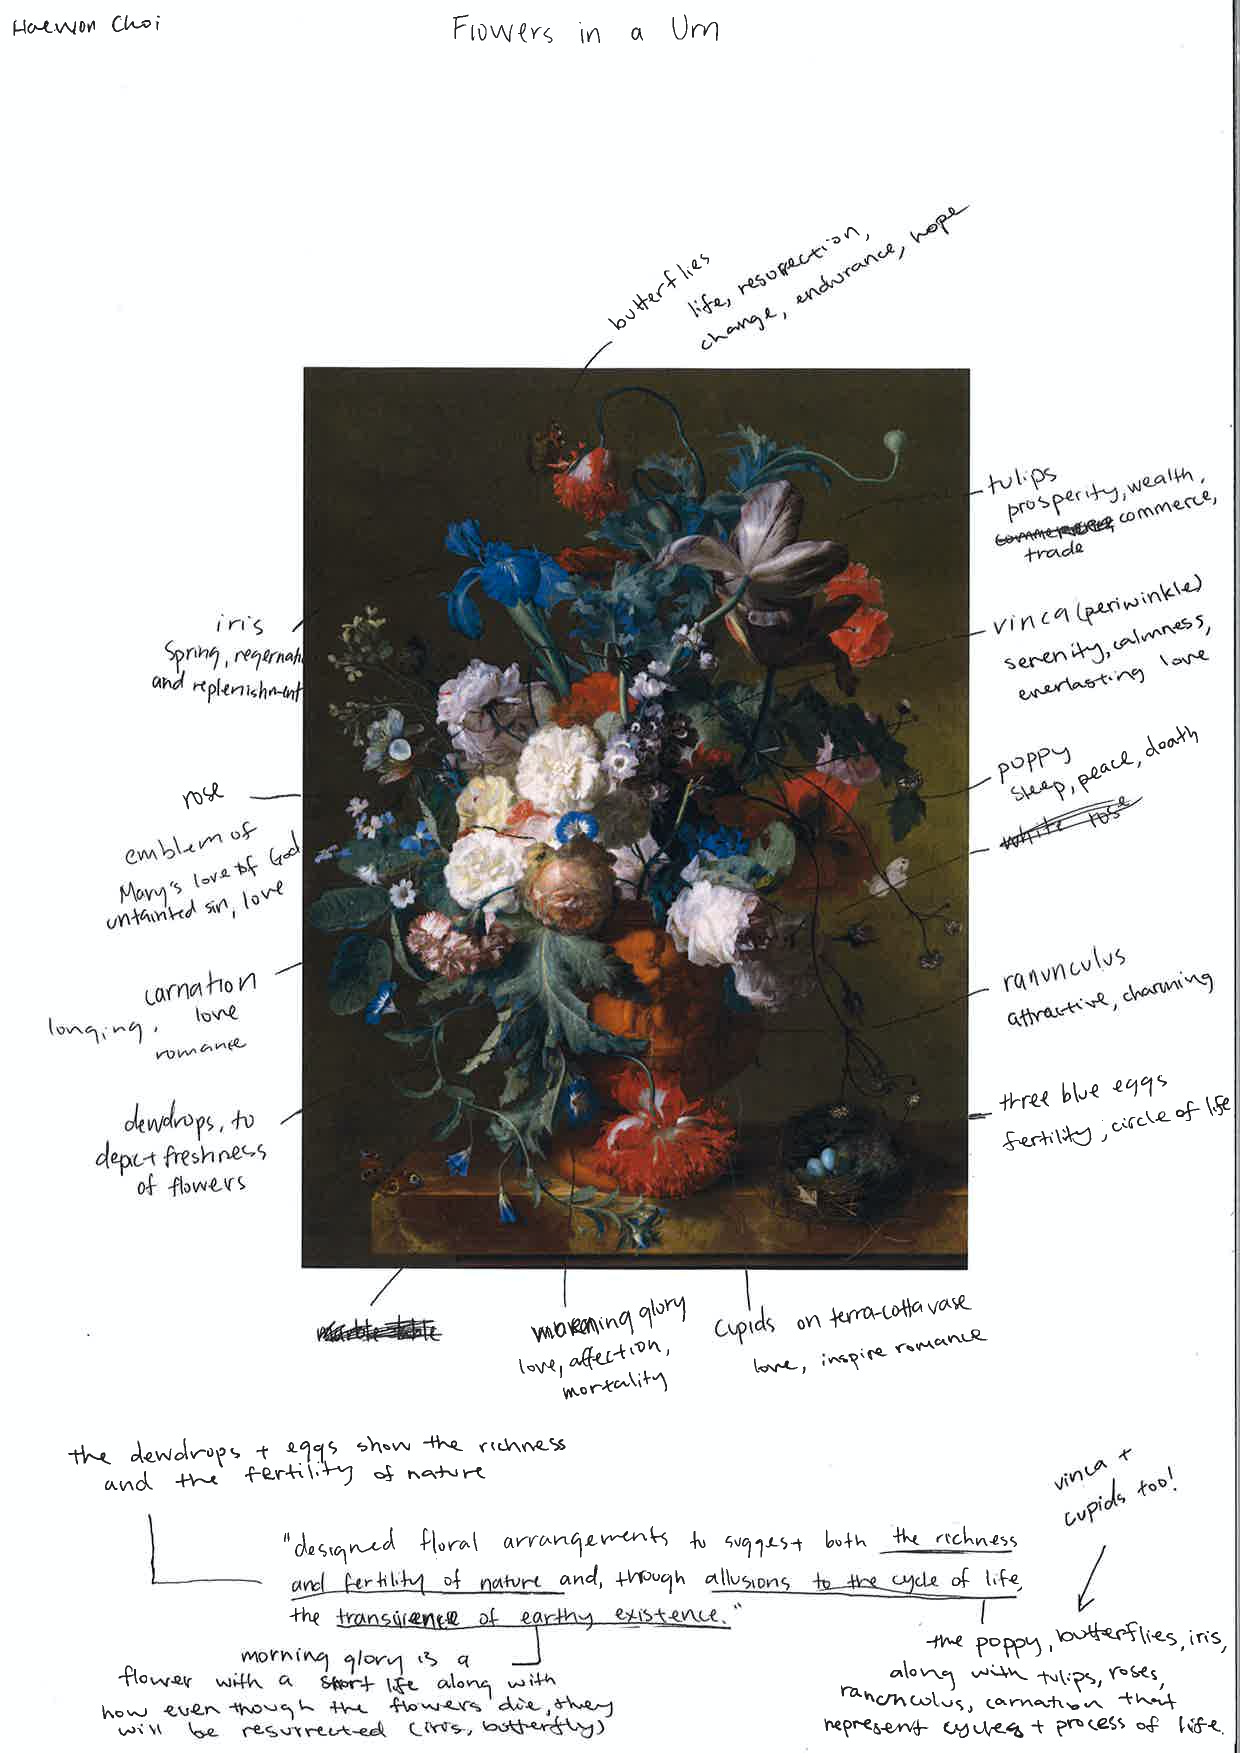 Haewon Choi
Flowers in a Urn
butterflies
life, resurrection,
change, endurance, hope
tulips
prosperity, wealth,
commerce,
trade
vinca (periwinkle)
serenity, calmness,
everlasting love
poppy
sleep, peace, death
white rose
ranunculus
attractive, charming
three blue eggs
fertility; circle of life
iris
Spring, regernati
and replenishment
rose
emblem of
Mary's love of God
untainted sin, love
carnation
longing, love
romance
dewdrops, to
depict freshness
of flowers
marble table
morning glory
love, affection,
mortality
Cupids on terra-cotta vase
love, inspire romance
the dewdrops + eggs show the richness
and the fertility of nature
vinca +
cupids too!
"designed floral arrangements to suggest both the richness
and fertility of nature and, through allusions to the cycle of life,
the transience of earthy existence."
morning glory is a
flower with a short life along with
how even though the flowers die, they
will be resurrected (iris, butterfly)
the poppy, butterflies, iris,
along with tulips, roses,
ranunculus, carnation that
represent cycles + process of life.